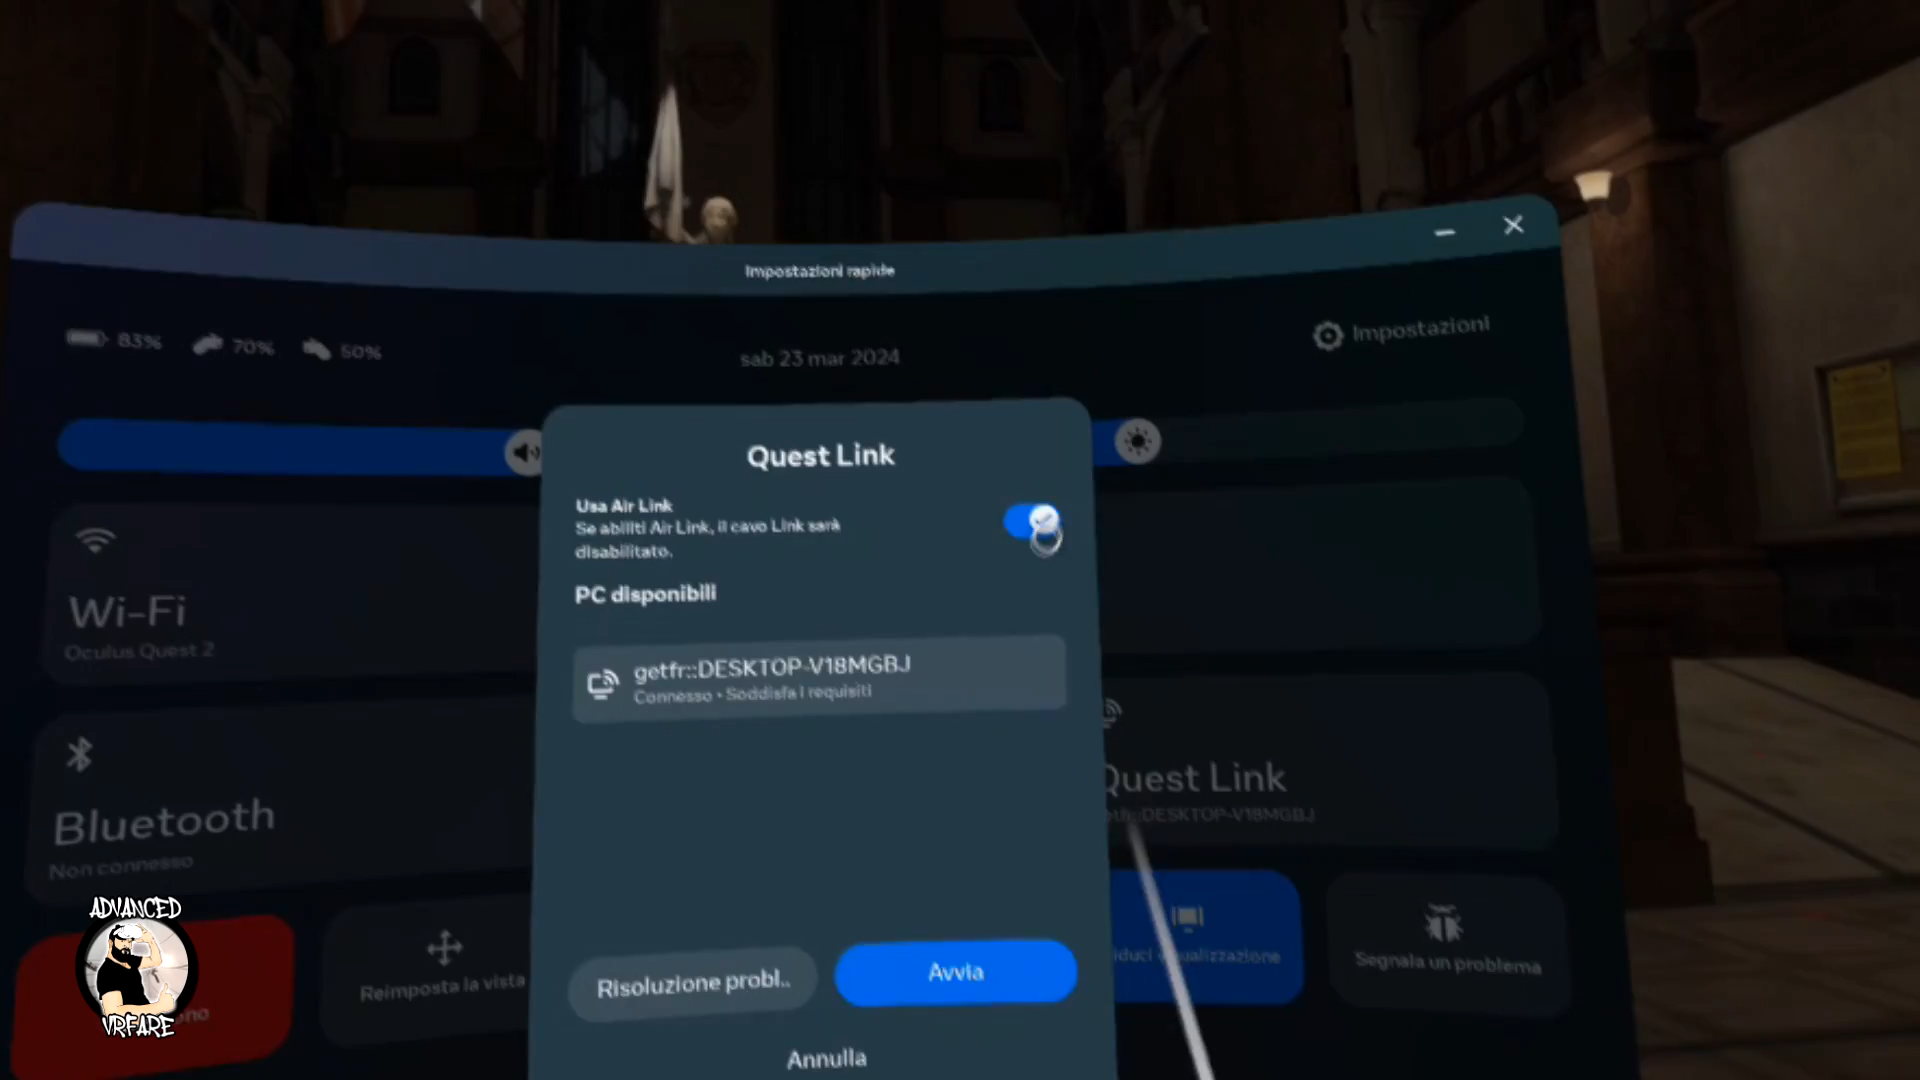 Impostazioni rapide
83%
70%
50%
sab 23 mar 2024
Impostazioni
Quest Link
Usa Air Link
Se abiliti Air Link, il cavo Link sarà
disabilitato.
PC disponibili
getfr::DESKTOP-V18MGBJ
Connesso • Soddisfa i requisiti
Wi-Fi
Oculus Quest 2
Bluetooth
Non connesso
Quest Link
DESKTOP-V18MGBJ
Reimposta la vista
Segnala un problema
Risoluzione probl..
Avvia
Annulla
ADVANCED
VRFARE